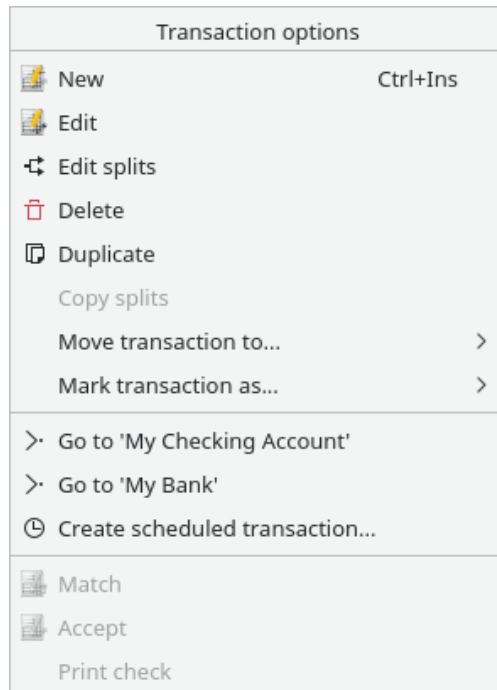 Transaction options
New Ctrl+Ins
Edit
Edit splits
Delete
Duplicate
Copy splits
Move transaction to...
Mark transaction as...
Go to 'My Checking Account'
Go to 'My Bank'
Create scheduled transaction...
Match
Accept
Print check